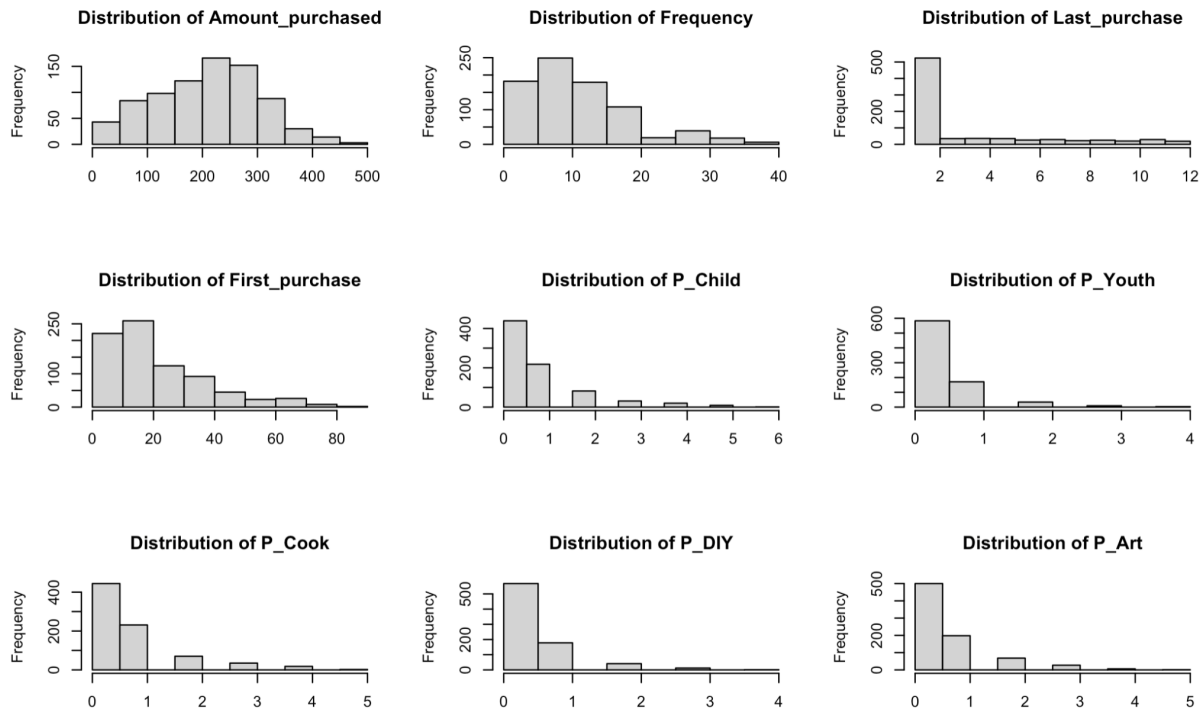 Distribution of Amount_purchased
Frequency
0 50 150
0 100 200 300 400 500
Distribution of Frequency
Frequency
0 100 250
0 10 20 30 40
Distribution of Last_purchase
Frequency
0 200 500
2 4 6 8 10 12
Distribution of First_purchase
Frequency
0 100 250
0 20 40 60 80
Distribution of P_Child
Frequency
0 200 400
0 1 2 3 4 5 6
Distribution of P_Youth
Frequency
0 300 600
0 1 2 3 4
Distribution of P_Cook
Frequency
0 200 400
0 1 2 3 4 5
Distribution of P_DIY
Frequency
0 200 500
0 1 2 3 4
Distribution of P_Art
Frequency
0 200 500
0 1 2 3 4 5